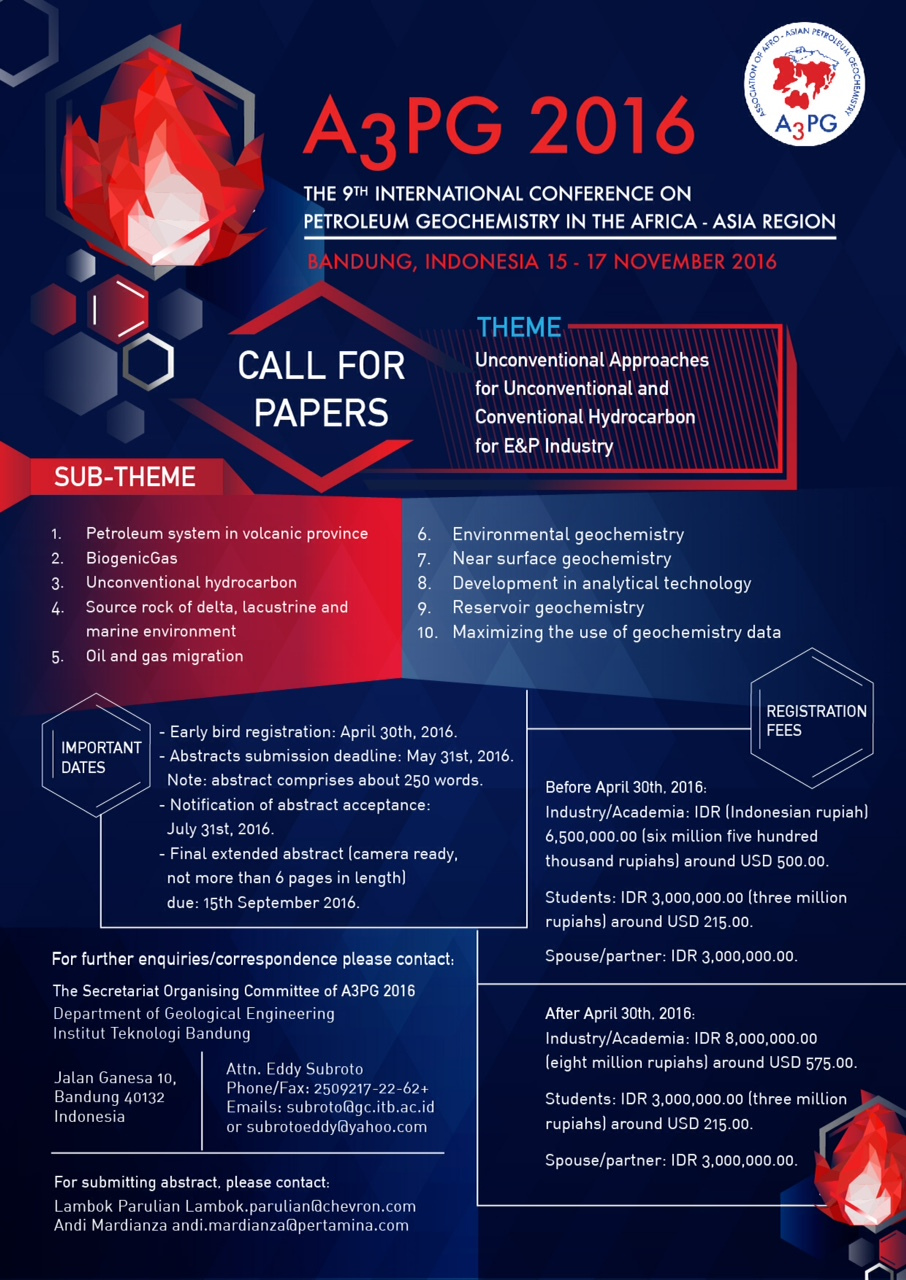 ASSOCIATION OF AFRO - ASIAN PETROLEUM GEOCHEMISTRY
A3PG
A3PG 2016
THE 9TH INTERNATIONAL CONFERENCE ON
PETROLEUM GEOCHEMISTRY IN THE AFRICA - ASIA REGION
BANDUNG, INDONESIA 15 - 17 NOVEMBER 2016
CALL FOR
PAPERS
THEME
Unconventional Approaches
for Unconventional and
Conventional Hydrocarbon
for E&P Industry
SUB-THEME
1. Petroleum system in volcanic province
2. BiogenicGas
3. Unconventional hydrocarbon
4. Source rock of delta, lacustrine and
marine environment
5. Oil and gas migration
6. Environmental geochemistry
7. Near surface geochemistry
8. Development in analytical technology
9. Reservoir geochemistry
10. Maximizing the use of geochemistry data
IMPORTANT
DATES
- Early bird registration: April 30th, 2016.
- Abstracts submission deadline: May 31st, 2016.
Note: abstract comprises about 250 words.
- Notification of abstract acceptance:
July 31st, 2016.
- Final extended abstract (camera ready,
not more than 6 pages in length)
due: 15th September 2016.
REGISTRATION
FEES
Before April 30th, 2016:
Industry/Academia: IDR (Indonesian rupiah)
6,500,000.00 (six million five hundred
thousand rupiahs) around USD 500.00.
Students: IDR 3,000,000.00 (three million
rupiahs) around USD 215.00.
Spouse/partner: IDR 3,000,000.00.
After April 30th, 2016:
Industry/Academia: IDR 8,000,000.00
(eight million rupiahs) around USD 575.00.
Students: IDR 3,000,000.00 (three million
rupiahs) around USD 215.00.
Spouse/partner: IDR 3,000,000.00.
For further enquiries/correspondence please contact:
The Secretariat Organising Committee of A3PG 2016
Department of Geological Engineering
Institut Teknologi Bandung
Jalan Ganesa 10,
Bandung 40132
Indonesia
Attn. Eddy Subroto
Phone/Fax: 2509217-22-62+
Emails: subroto@gc.itb.ac.id
or subrotoeddy@yahoo.com
For submitting abstract, please contact:
Lambok Parulian Lambok.parulian@chevron.com
Andi Mardianza andi.mardianza@pertamina.com